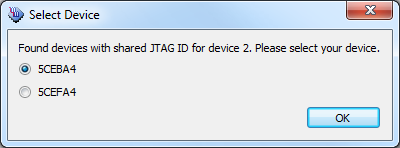 Select Device
Found devices with shared JTAG ID for device 2. Please select your device.
5CEBA4
5CEFA4
OK